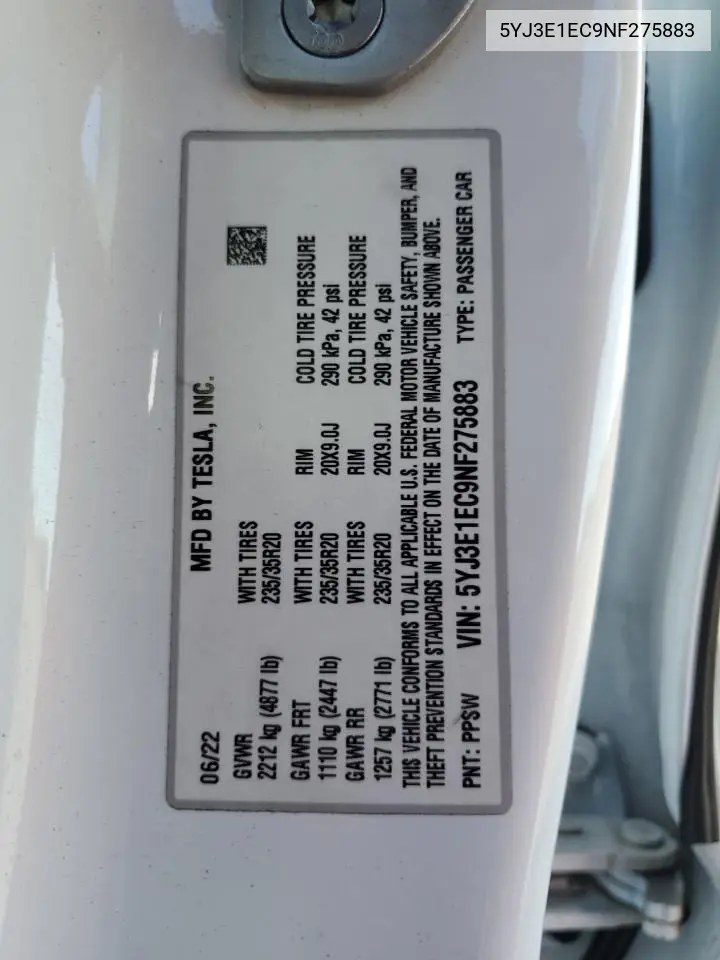 5YJ3E1EC9NF275883
MFD BY TESLA, INC.
06/22
GVWR WITH TIRES
2212 kg (4877 lb) 235/35R20
GAWR FRT WITH TIRES RIM COLD TIRE PRESSURE
1110 kg (2447 lb) 235/35R20 20X9.0J 290 kPa, 42 psi
GAWR RR WITH TIRES RIM COLD TIRE PRESSURE
1257 kg (2771 lb) 235/35R20 20X9.0J 290 kPa, 42 psi
THIS VEHICLE CONFORMS TO ALL APPLICABLE U.S. FEDERAL MOTOR VEHICLE SAFETY, BUMPER, AND
THEFT PREVENTION STANDARDS IN EFFECT ON THE DATE OF MANUFACTURE SHOWN ABOVE.
PNT: PPSW VIN: 5YJ3E1EC9NF275883 TYPE: PASSENGER CAR